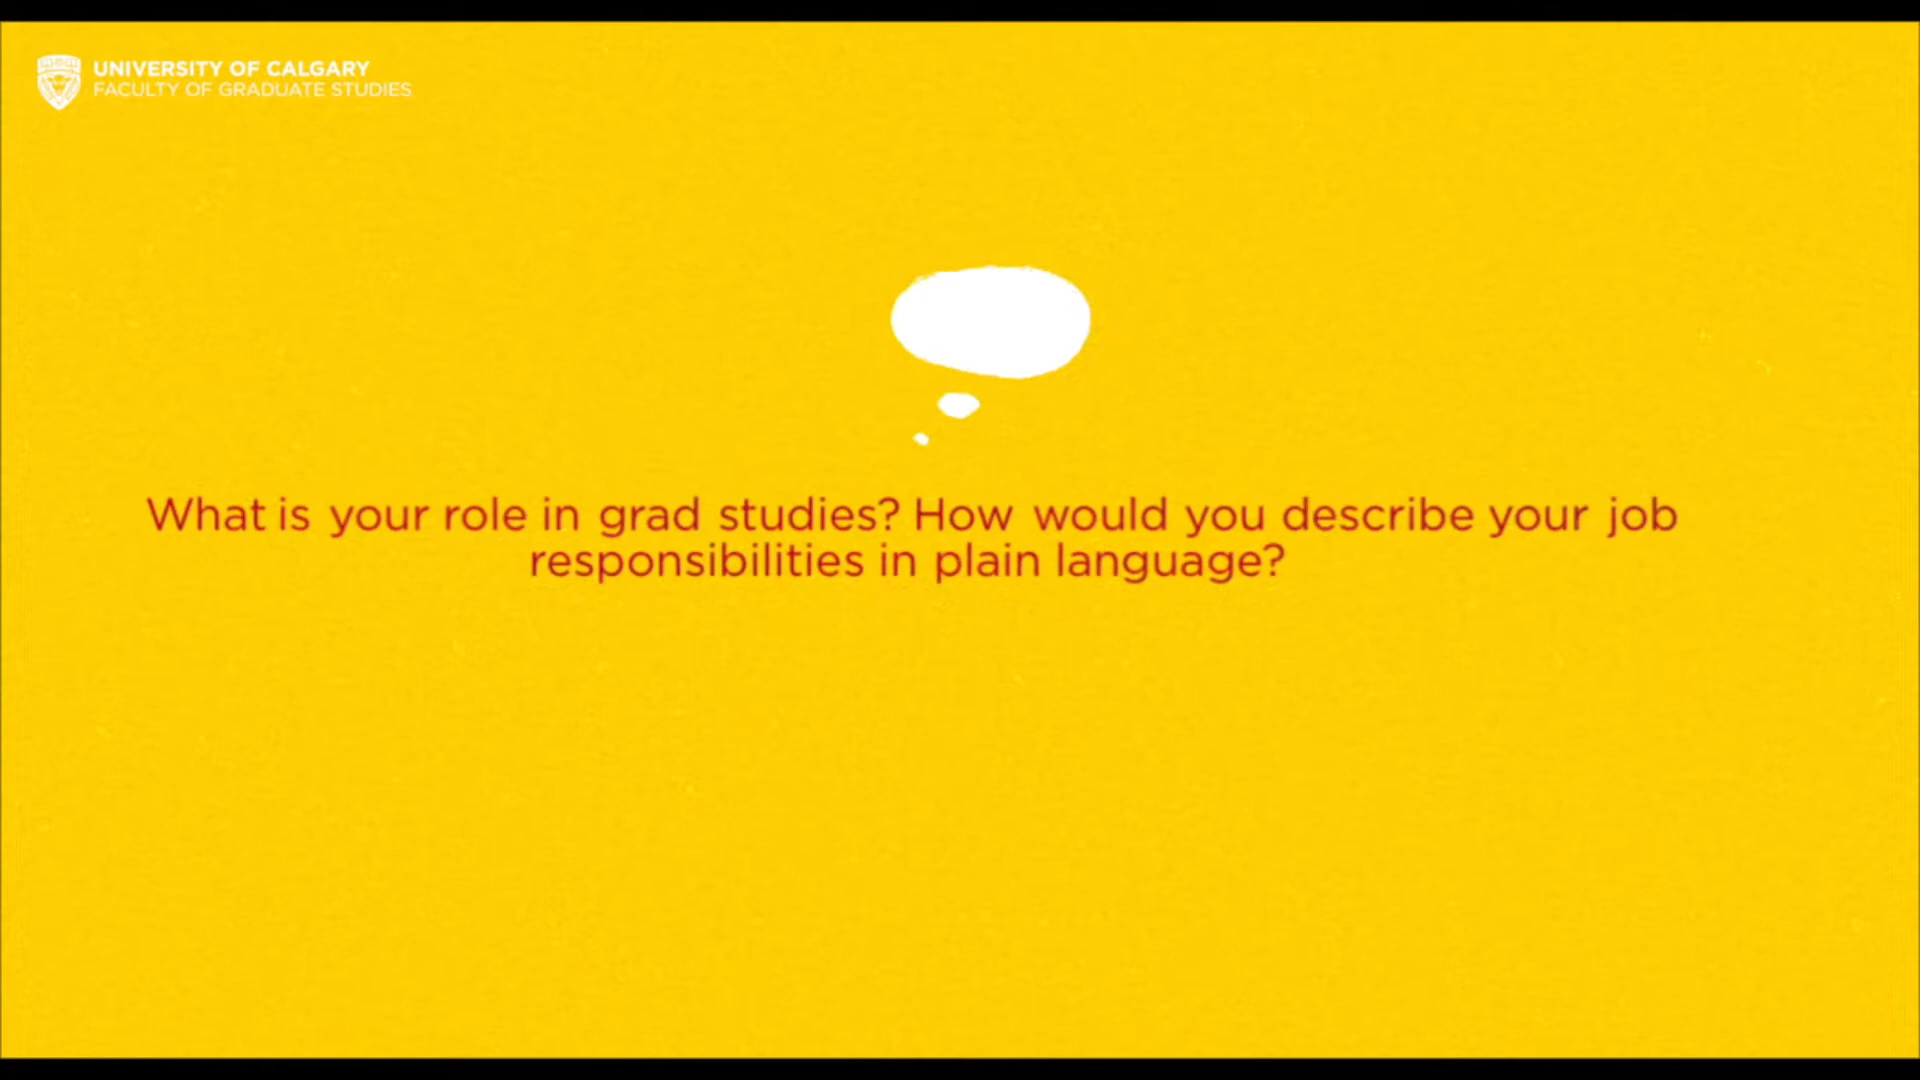 UNIVERSITY OF CALGARY
FACULTY OF GRADUATE STUDIES
What is your role in grad studies? How would you describe your job
responsibilities in plain language?